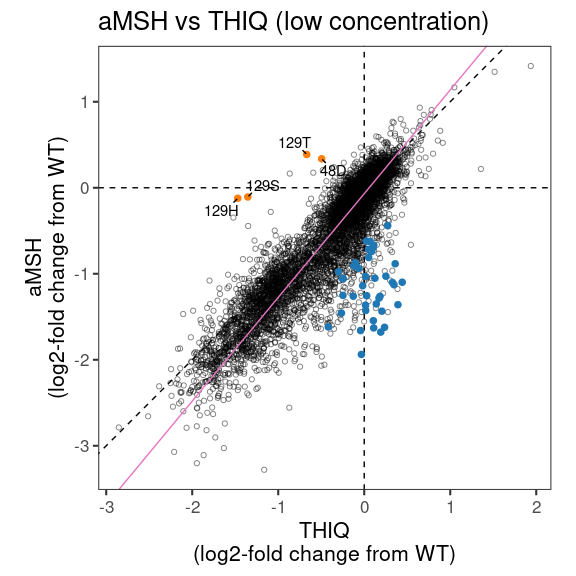 aMSH vs THIQ (low concentration)
aMSH
(log2-fold change from WT)
1
0
-1
-2
-3
129T
48D
129S
129H
-3
-2
-1
0
1
2
THIQ
(log2-fold change from WT)